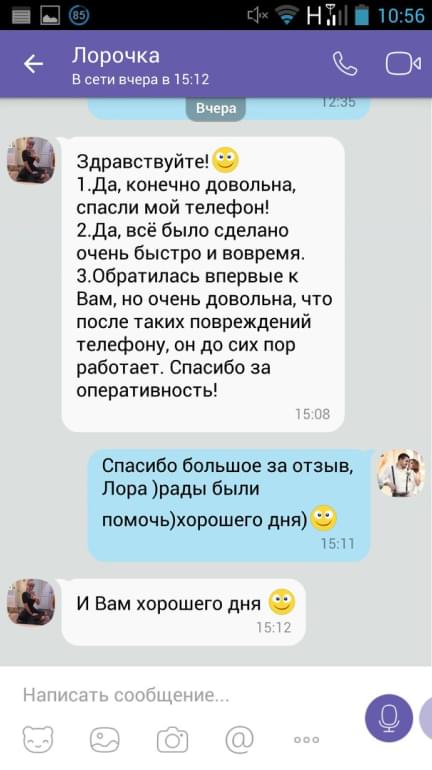 85
H
10:56
Лорочка
В сети вчера в 15:12
12:35
Вчера
Здравствуйте!
1.Да, конечно довольна,
спасли мой телефон!
2.Да, всё было сделано
очень быстро и вовремя.
3.Обратилась впервые к
Вам, но очень довольна, что
после таких повреждений
телефону, он до сих пор
работает. Спасибо за
оперативность!
15:08
Спасибо большое за отзыв,
Лора )рады были
помочь)хорошего дня)
15:11
И Вам хорошего дня
15:12
Написать сообщение...
@